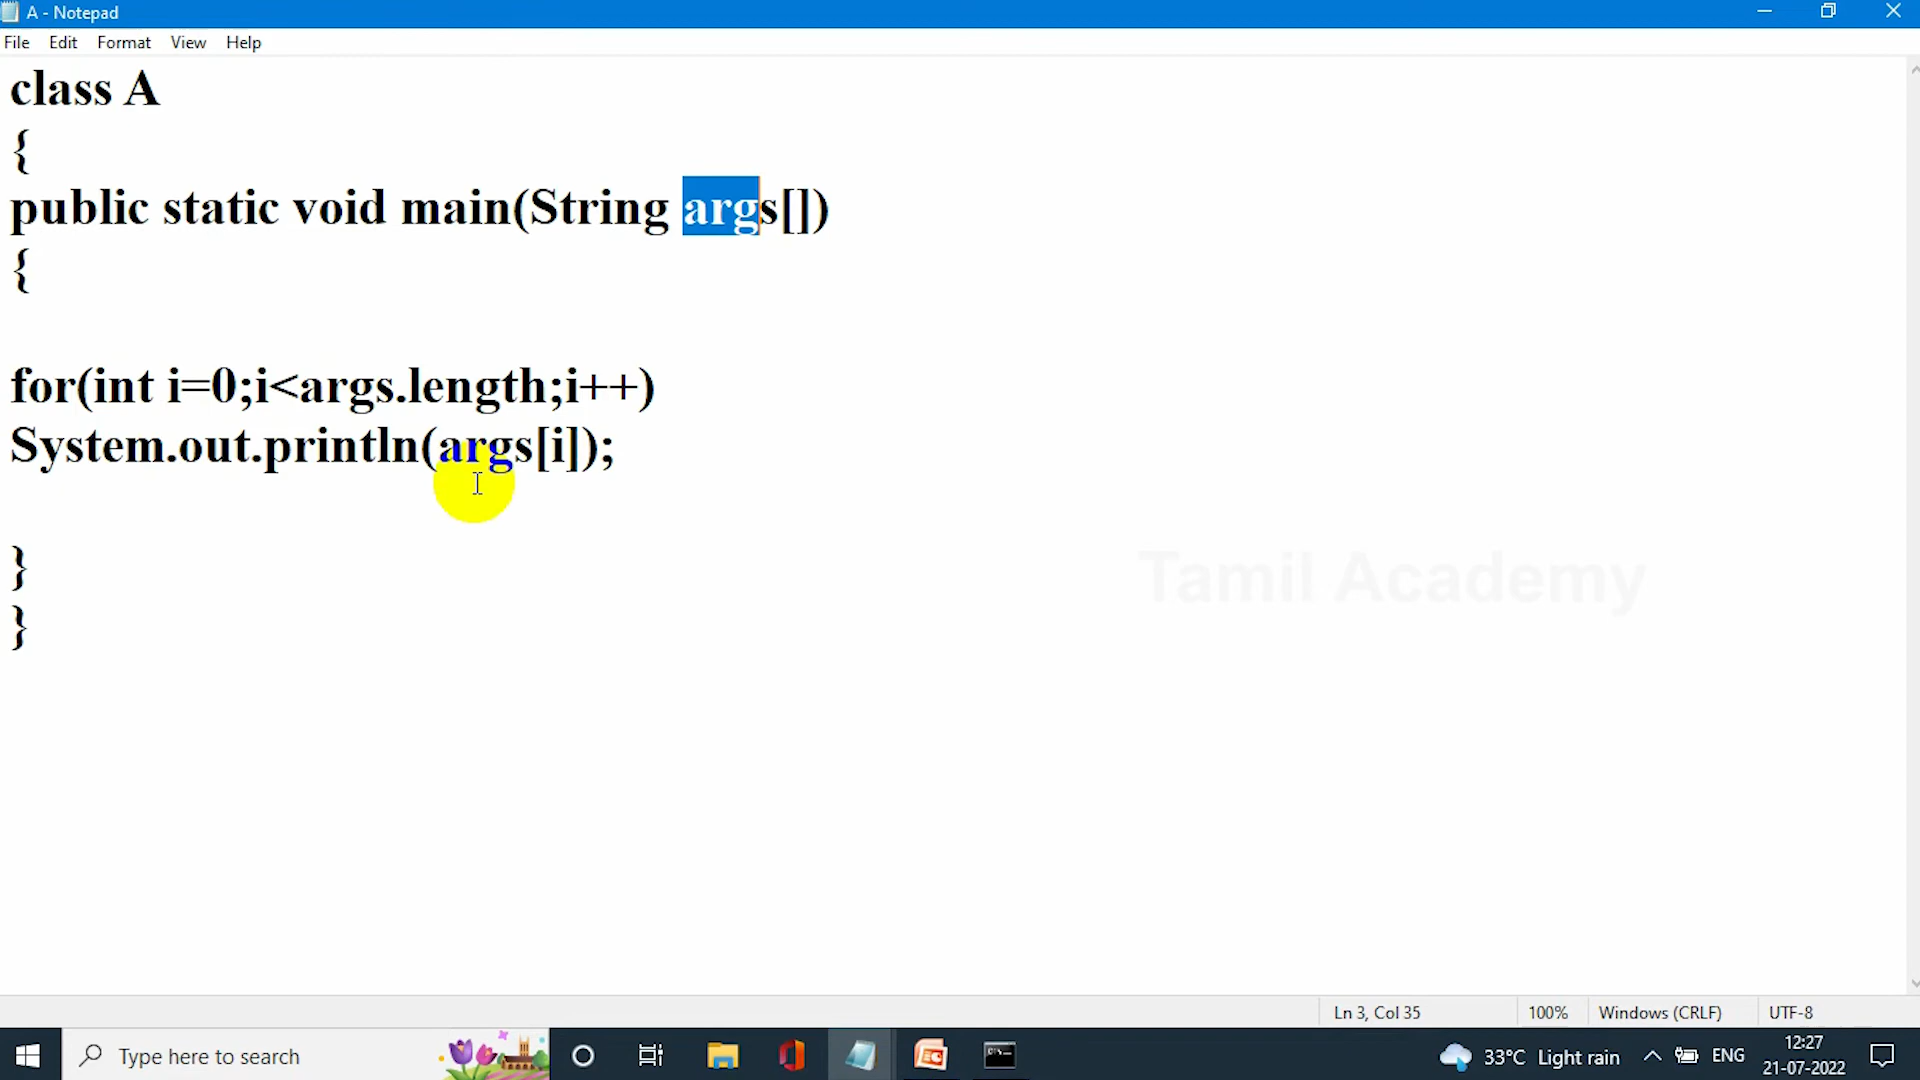 A - Notepad
File Edit Format View Help
class A
{
public static void main(String args[])
{
for(int i=0;i<args.length;i++)
System.out.println(args[i]);
}
}
Tamil Academy
Ln 3, Col 35 100% Windows (CRLF) UTF-8
Type here to search
33°C Light rain ENG
12:27
21-07-2022